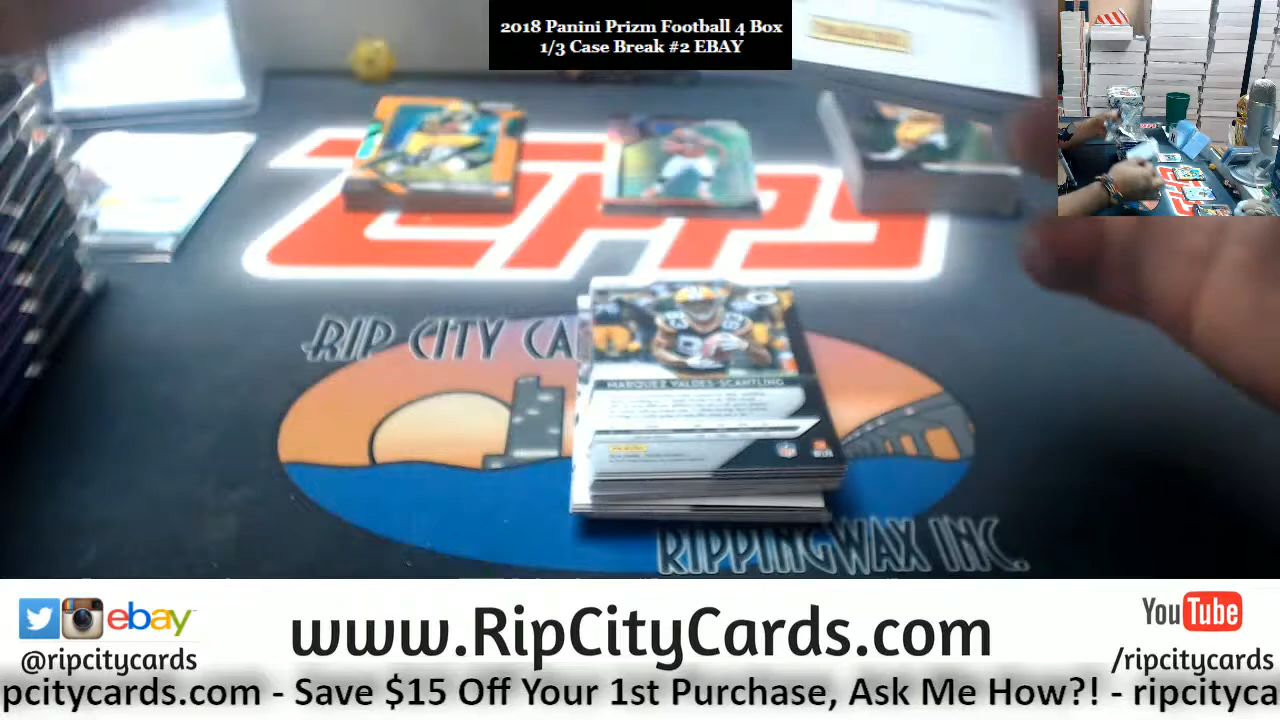 2018 Panini Prizm Football 4 Box
1/3 Case Break #2 EBAY
RIP CITY CA
MARQUEZ VALDES-SCANTLING
RIPPINGWAX INC.
ebay
@ripcitycards
www.RipCityCards.com
YouTube
/ripcitycards
pcitycards.com - Save $15 Off Your 1st Purchase, Ask Me How?! - ripcityca